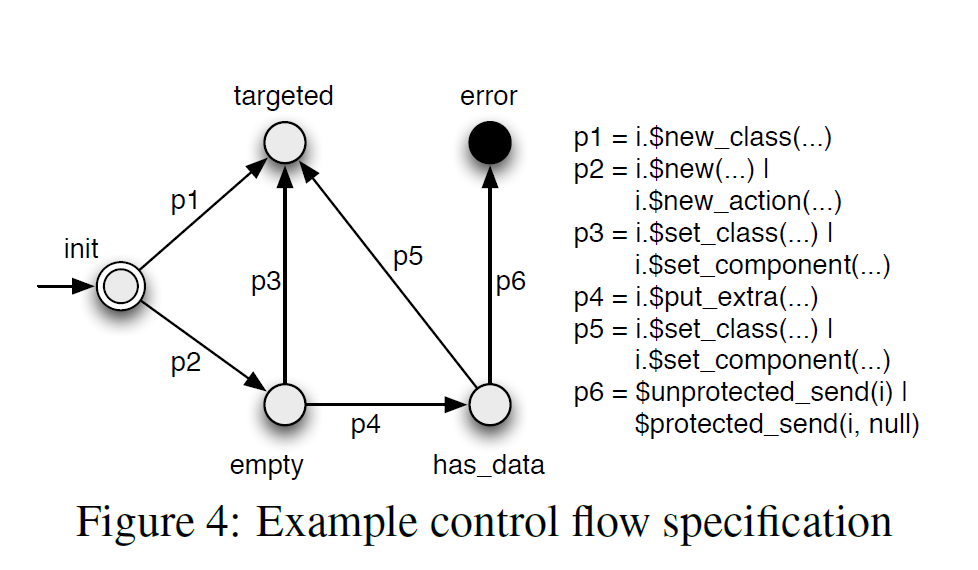 targeted
error
p1 = i.$new_class(...)
p2 = i.$new(...) |
i.$new_action(...)
p1
p3 = i.$set_class(...) |
i.$set_component(...)
init
p5
p3
p6
p4 = i.$put_extra(...)
p5 = i.$set_class(...) |
i.$set_component(...)
p2
p6 = $unprotected_send(i) |
$protected_send(i, null)
p4
empty
has_data
Figure 4: Example control flow specification